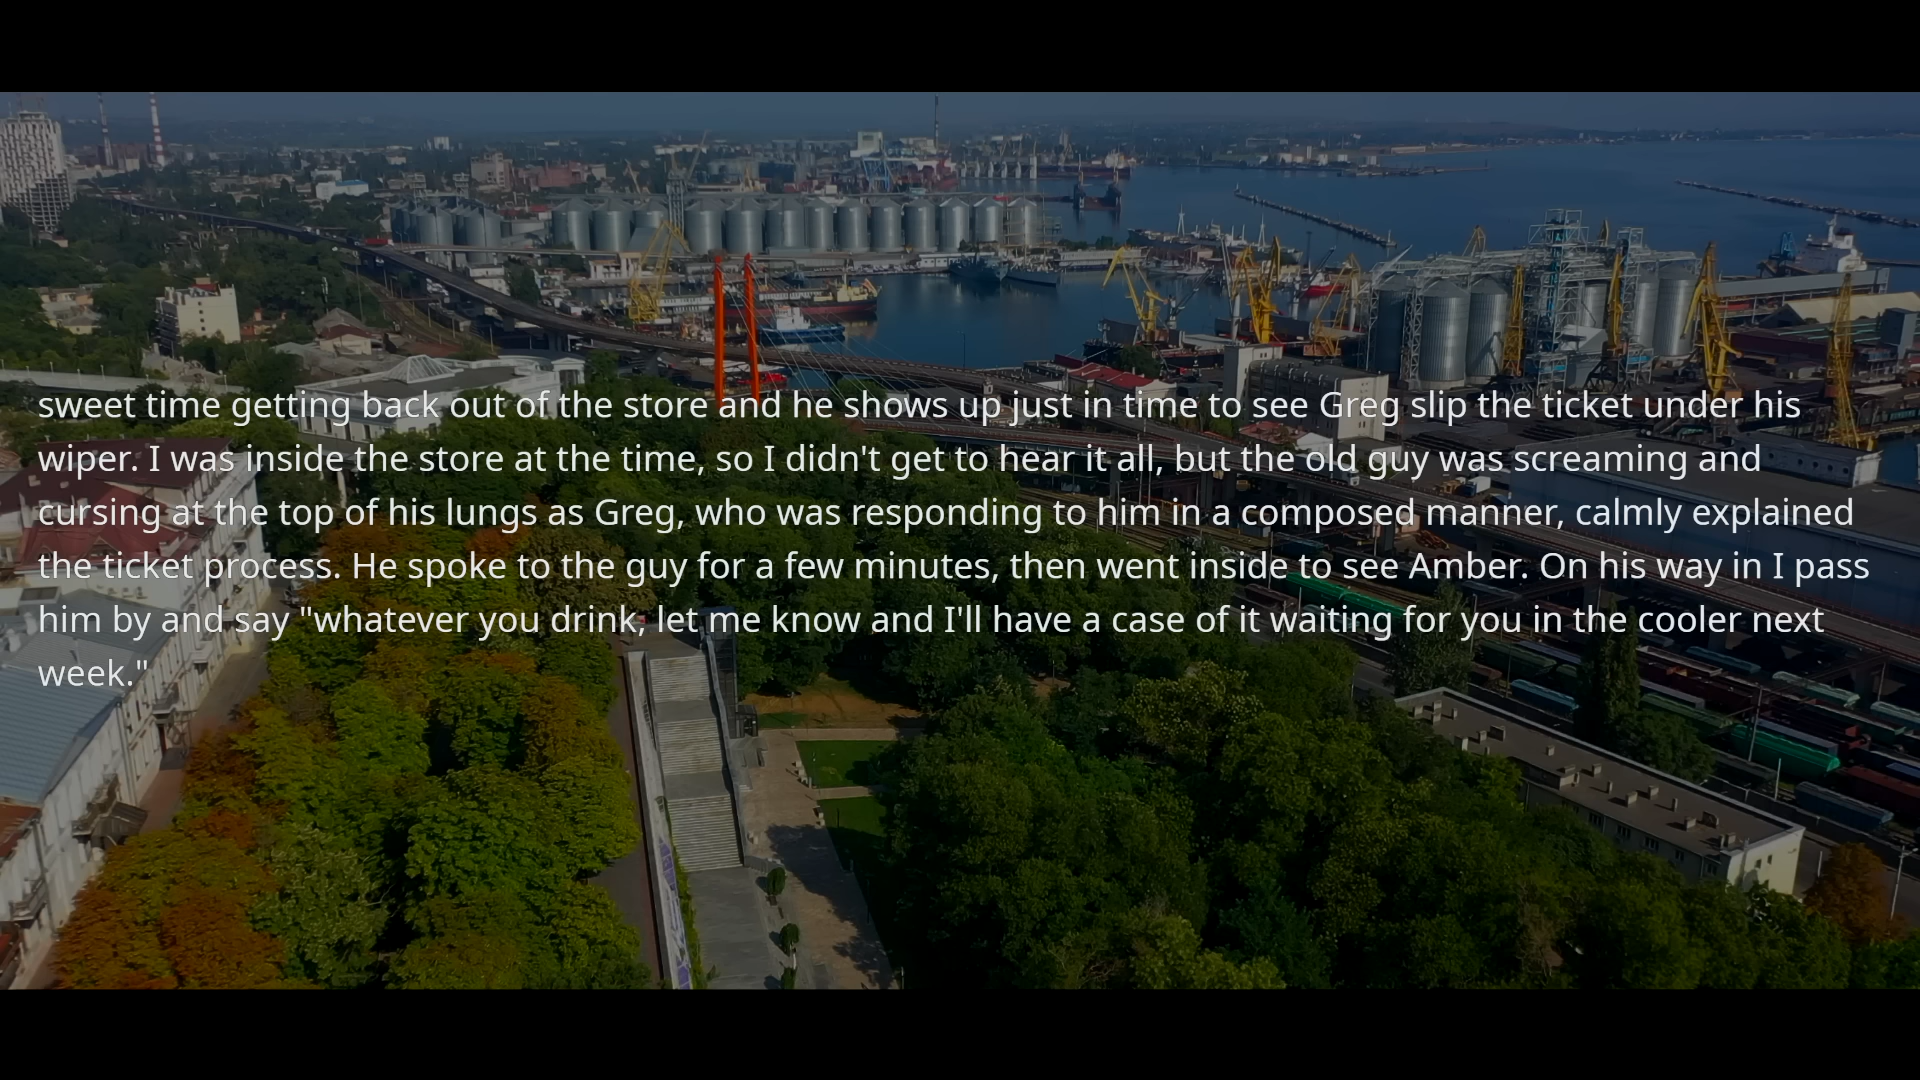 sweet time getting back out of the store and he shows up just in time to see Greg slip the ticket under his
wiper. I was inside the store at the time, so I didn't get to hear it all, but the old guy was screaming and
cursing at the top of his lungs as Greg, who was responding to him in a composed manner, calmly explained
the ticket process. He spoke to the guy for a few minutes, then went inside to see Amber. On his way in I pass
him by and say "whatever you drink, let me know and I'll have a case of it waiting for you in the cooler next
week."